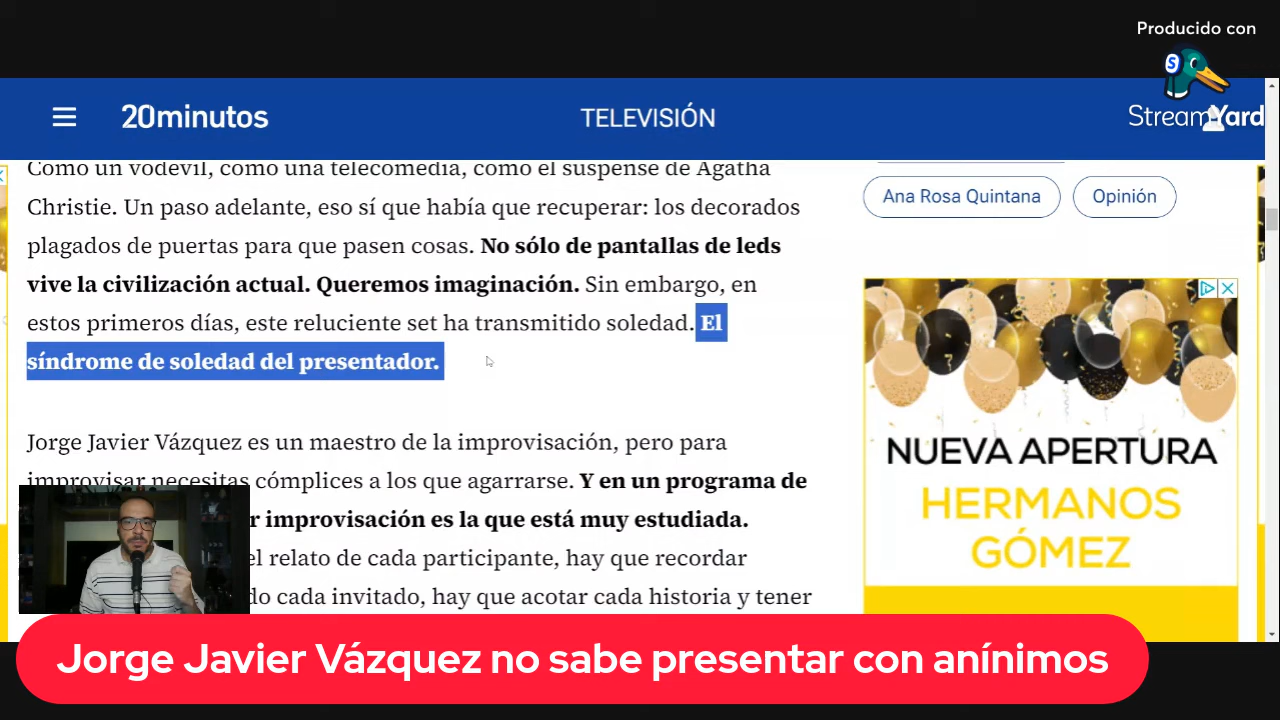 Producido con
StreamYard
20minutos
TELEVISIÓN
Como un vodevil, como una telecomedia, como el suspense de Agatha
Christie. Un paso adelante, eso sí que había que recuperar: los decorados
plagados de puertas para que pasen cosas. No sólo de pantallas de leds
vive la civilización actual. Queremos imaginación. Sin embargo, en
estos primeros días, este reluciente set ha transmitido soledad. El
síndrome de soledad del presentador.
Jorge Javier Vázquez es un maestro de la improvisación, pero para
improvisar necesitas cómplices a los que agarrarse. Y en un programa de
r improvisación es la que está muy estudiada.
el relato de cada participante, hay que recordar
do cada invitado, hay que acotar cada historia y tener
Ana Rosa Quintana
Opinión
NUEVA APERTURA
HERMANOS
GÓMEZ
Jorge Javier Vázquez no sabe presentar con anínimos